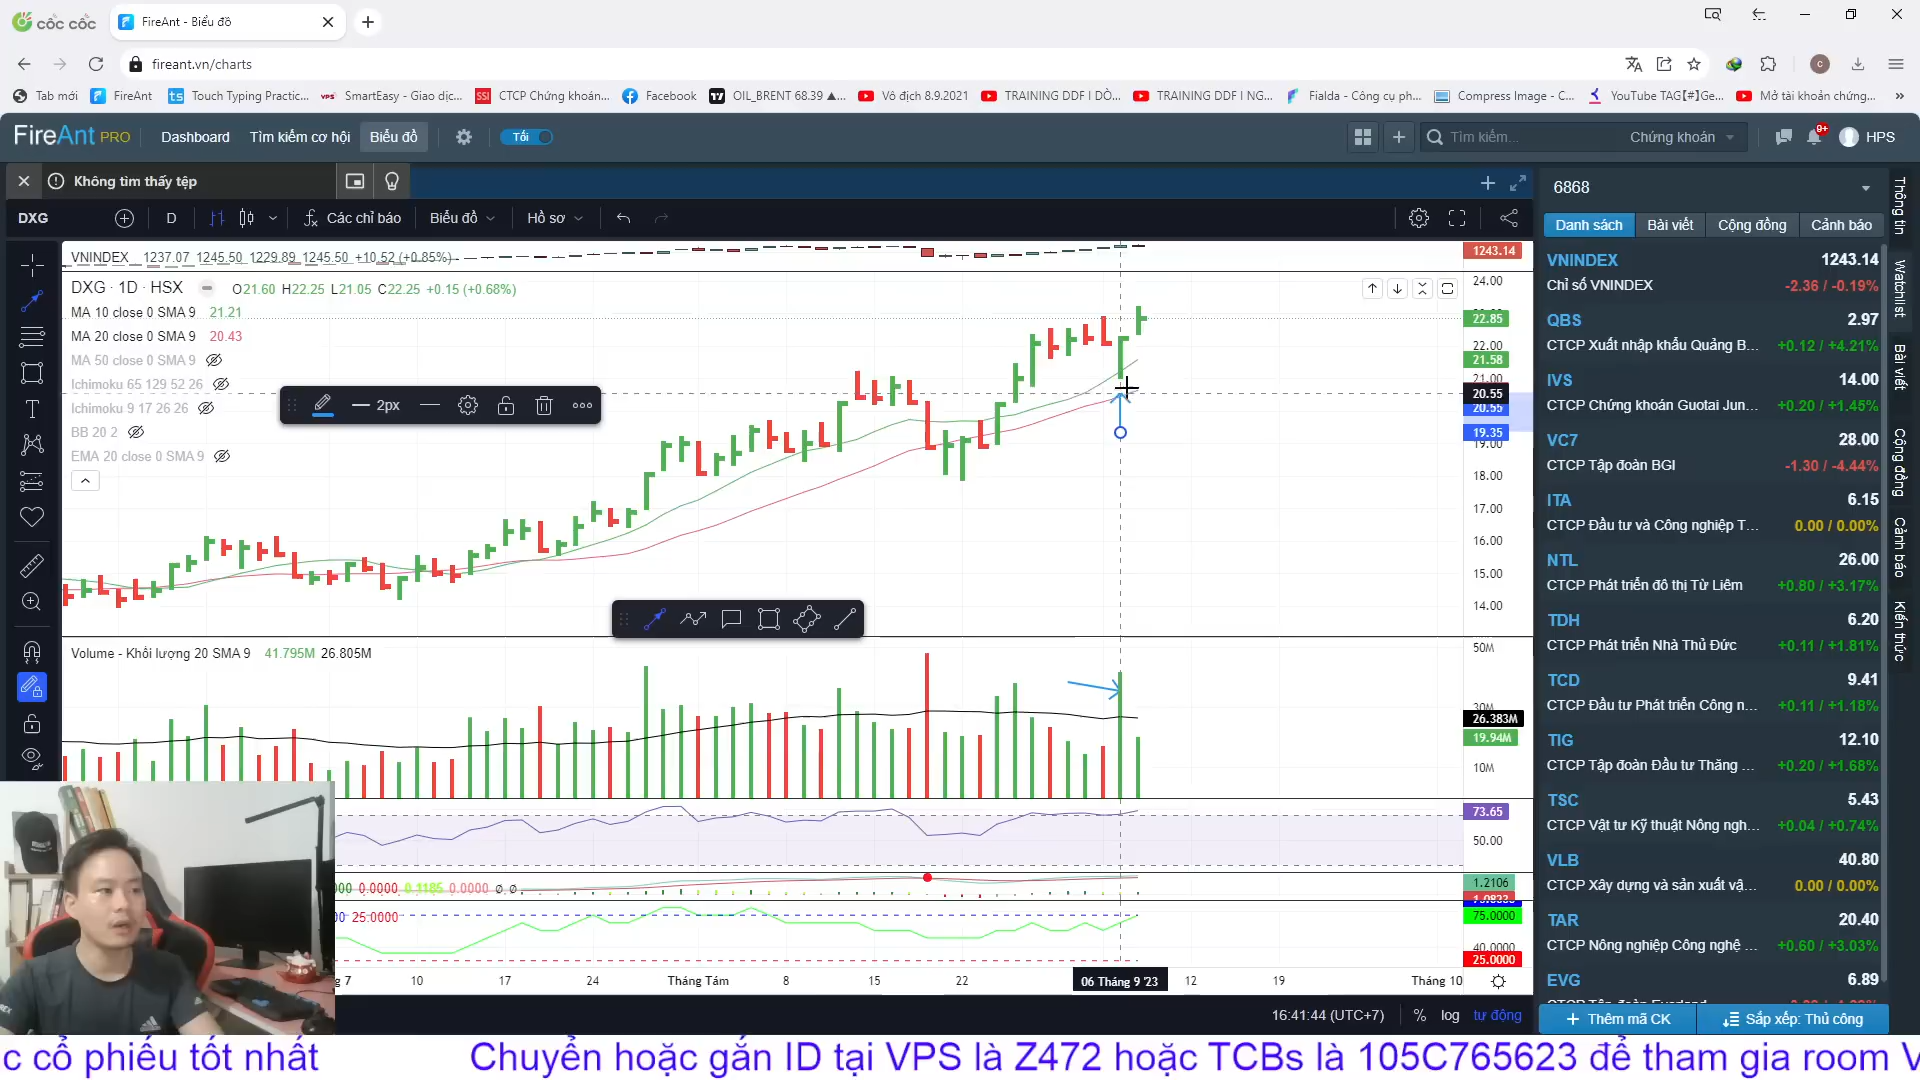 cốc cốc
FireAnt - Biểu đồ
fireant.vn/charts
Tab mới
FireAnt
Touch Typing Practic...
SmartEasy - Giao dịc...
CTCP Chứng khoán...
Facebook
OIL_BRENT 68.39 ▲...
Vô địch 8.9.2021
TRAINING DDF I DÒ...
TRAINING DDF I NG...
Fialda - Công cụ ph...
Compress Image - C...
YouTube TAG【#】Ge...
Mở tài khoản chứng...
FireAnt PRO
Dashboard
Tìm kiếm cơ hội
Biểu đồ
Tối
Tìm kiếm...
Chứng khoán
9+
HPS
Không tìm thấy tệp
DXG
D
Các chỉ báo
Biểu đồ
Hồ sơ
VNINDEX 1237.07 1245.50 1229.89 1245.50 +10.52 (+0.85%)
DXG · 1D · HSX
O21.60 H22.25 L21.05 C22.25 +0.15 (+0.68%)
MA 10 close 0 SMA 9 21.21
MA 20 close 0 SMA 9 20.43
MA 50 close 0 SMA 9
Ichimoku 65 129 52 26
Ichimoku 9 17 26 26
BB 20 2
EMA 20 close 0 SMA 9
2px
1243.14
24.00
22.85
22.00
21.58
21.00
20.55
20.55
19.35
19.00
18.00
17.00
16.00
15.00
14.00
Volume - Khối lượng 20 SMA 9 41.795M 26.805M
50M
30M
26.383M
19.94M
10M
73.65
50.00
0.0000 0.1185 0.0000 ∅ ∅
1.2106
25.0000
75.0000
40.0000
25.0000
10
17
24
Tháng Tám
8
15
22
06 Tháng 9 '23
12
19
Tháng 10
16:41:44 (UTC+7)
%
log
tự động
6868
Danh sách
Bài viết
Cộng đồng
Cảnh báo
VNINDEX 1243.14
Chỉ số VNINDEX -2.36 / -0.19%
QBS 2.97
CTCP Xuất nhập khẩu Quảng B... +0.12 / +4.21%
IVS 14.00
CTCP Chứng khoán Guotai Jun... +0.20 / +1.45%
VC7 28.00
CTCP Tập đoàn BGI -1.30 / -4.44%
ITA 6.15
CTCP Đầu tư và Công nghiệp T... 0.00 / 0.00%
NTL 26.00
CTCP Phát triển đô thị Từ Liêm +0.80 / +3.17%
TDH 6.20
CTCP Phát triển Nhà Thủ Đức +0.11 / +1.81%
TCD 9.41
CTCP Đầu tư Phát triển Công n... +0.11 / +1.18%
TIG 12.10
CTCP Tập đoàn Đầu tư Thăng ... +0.20 / +1.68%
TSC 5.43
CTCP Vật tư Kỹ thuật Nông ngh... +0.04 / +0.74%
VLB 40.80
CTCP Xây dựng và sản xuất vậ... 0.00 / 0.00%
TAR 20.40
CTCP Nông nghiệp Công nghệ ... +0.60 / +3.03%
EVG 6.89
Thêm mã CK
Sắp xếp: Thủ công
Thông tin
Watchlist
Bài viết
Cộng đồng
Cảnh báo
Kiến thức
c cổ phiếu tốt nhất
Chuyển hoặc gắn ID tại VPS là Z472 hoặc TCBs là 105C765623 để tham gia room V